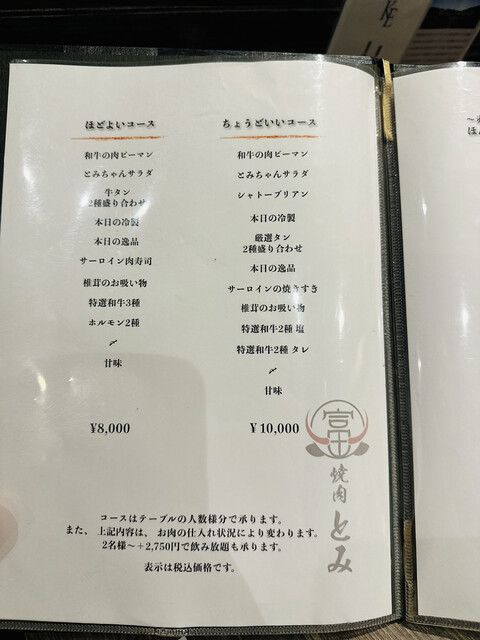 ほどよいコース
和牛の肉ピーマン
とみちゃんサラダ
牛タン
2種盛り合わせ
本日の冷製
本日の逸品
サーロイン肉寿司
椎茸のお吸い物
特選和牛3種
ホルモン2種
〆
甘味
¥8,000
ちょうどいいコース
和牛の肉ピーマン
とみちゃんサラダ
シャトーブリアン
本日の冷製
厳選タン
2種盛り合わせ
本日の逸品
サーロインの焼きすき
椎茸のお吸い物
特選和牛2種 塩
特選和牛2種 タレ
〆
甘味
¥10,000
富
焼肉
とみ
コースはテーブルの人数様分で承ります。
また、上記内容は、お肉の仕入れ状況により変わります。
2名様~+2,750円で飲み放題も承ります。
表示は税込価格です。